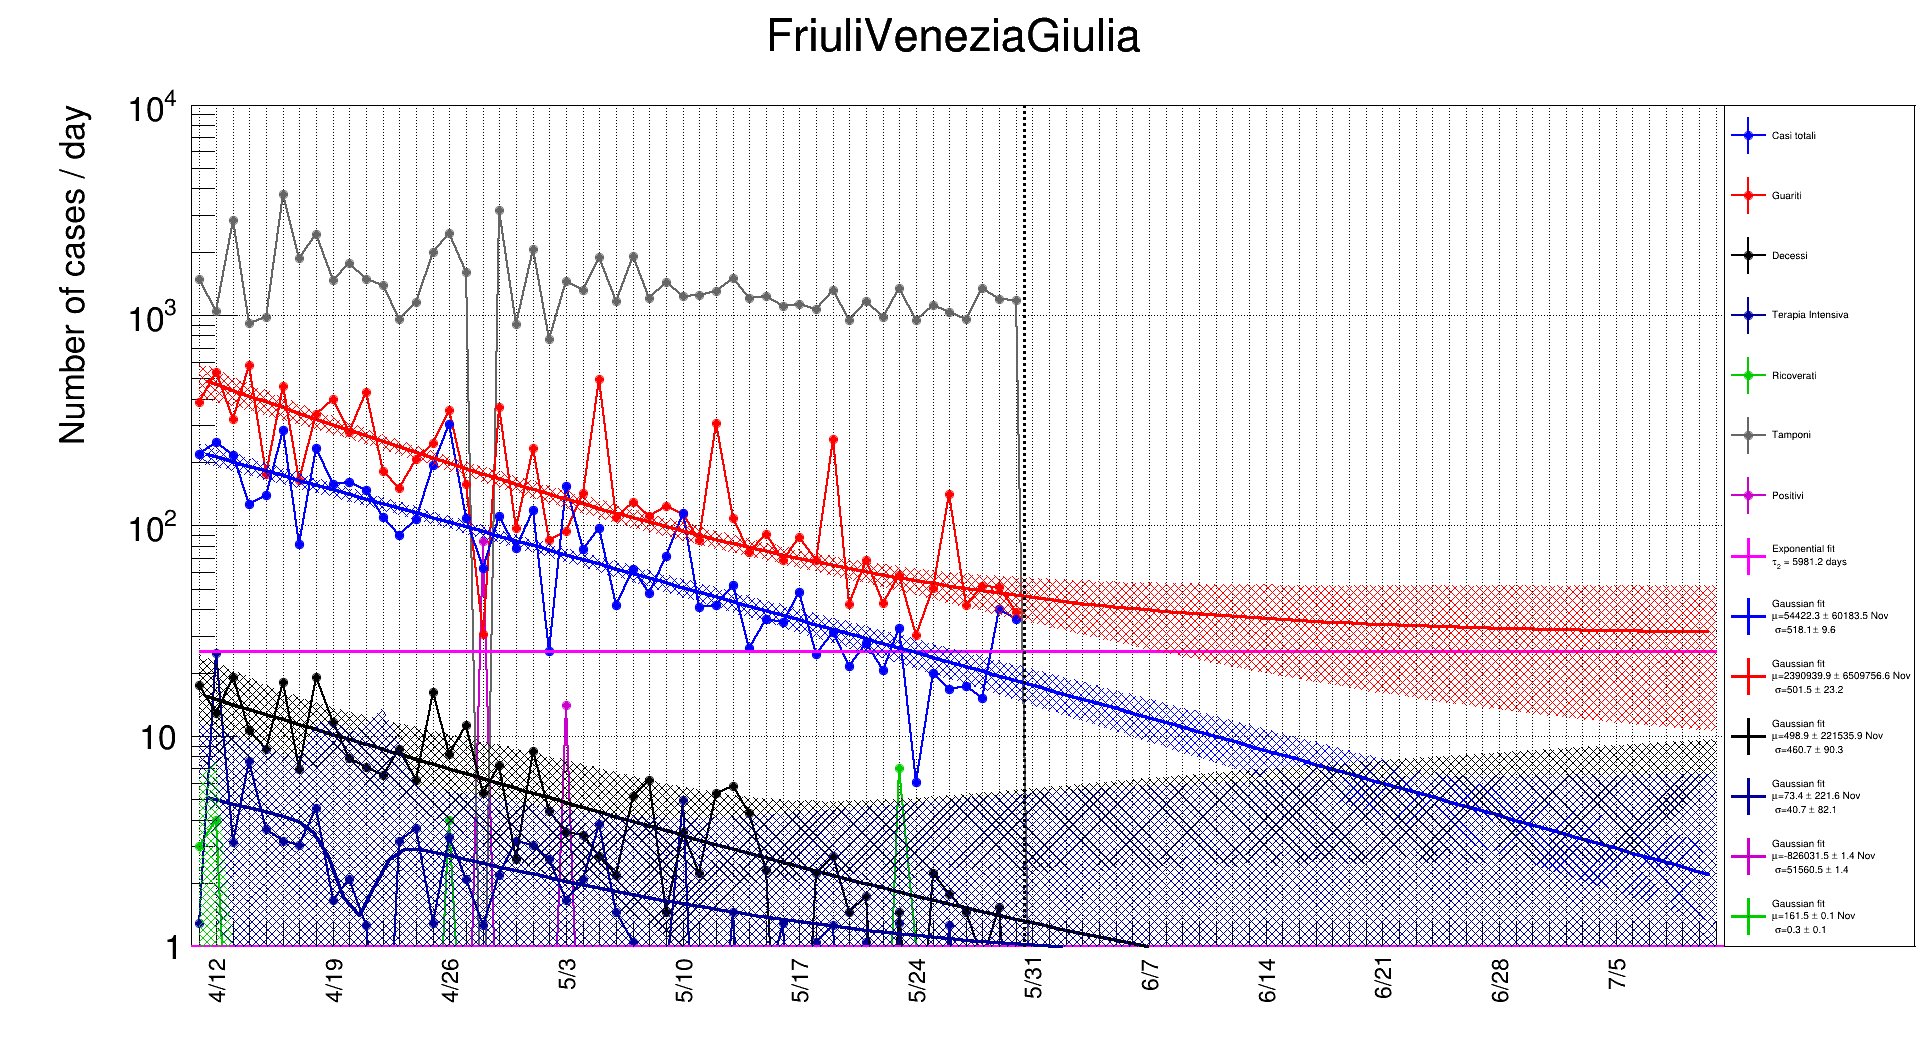 FriuliVeneziaGiulia
Number of cases / day
10^4
10^3
10^2
10
1
4/12
4/19
4/26
5/3
5/10
5/17
5/24
5/31
6/7
6/14
6/21
6/28
7/5
Casi totali
Guariti
Decessi
Terapia Intensiva
Ricoverati
Tamponi
Positivi
Exponential fit
τ₂ = 5981.2 days
Gaussian fit
μ=54422.3 ± 60183.5 Nov
σ=518.1± 9.6
Gaussian fit
μ=2390939.9 ± 6509756.6 Nov
σ=501.5 ± 23.2
Gaussian fit
μ=498.9 ± 221535.9 Nov
σ=460.7 ± 90.3
Gaussian fit
μ=73.4 ± 221.6 Nov
σ=40.7 ± 82.1
Gaussian fit
μ=-826031.5 ± 1.4 Nov
σ=51560.5 ± 1.4
Gaussian fit
μ=161.5 ± 0.1 Nov
σ=0.3 ± 0.1